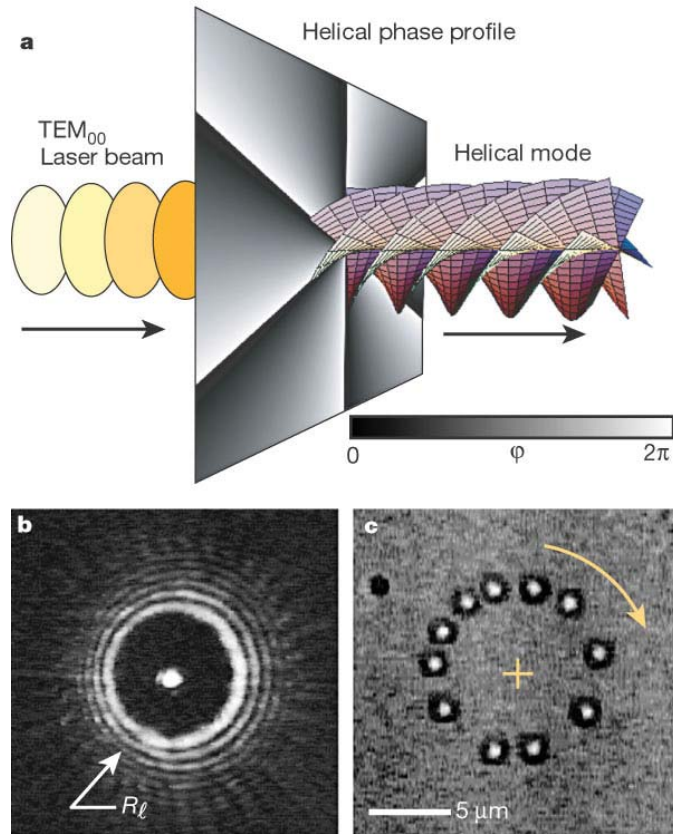 a
Helical phase profile
TEM₀₀
Laser beam
Helical mode
0 φ 2π
b
Rℓ
c
5 μm